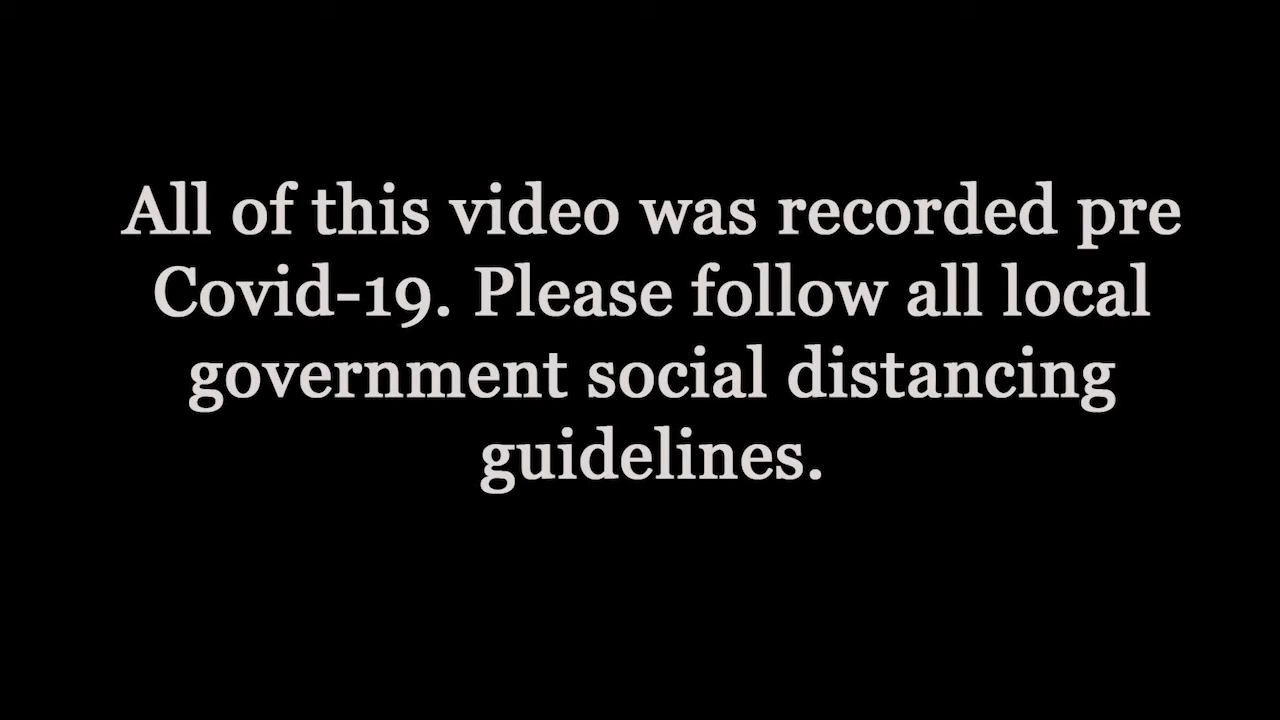 All of this video was recorded pre
Covid-19. Please follow all local
government social distancing
guidelines.